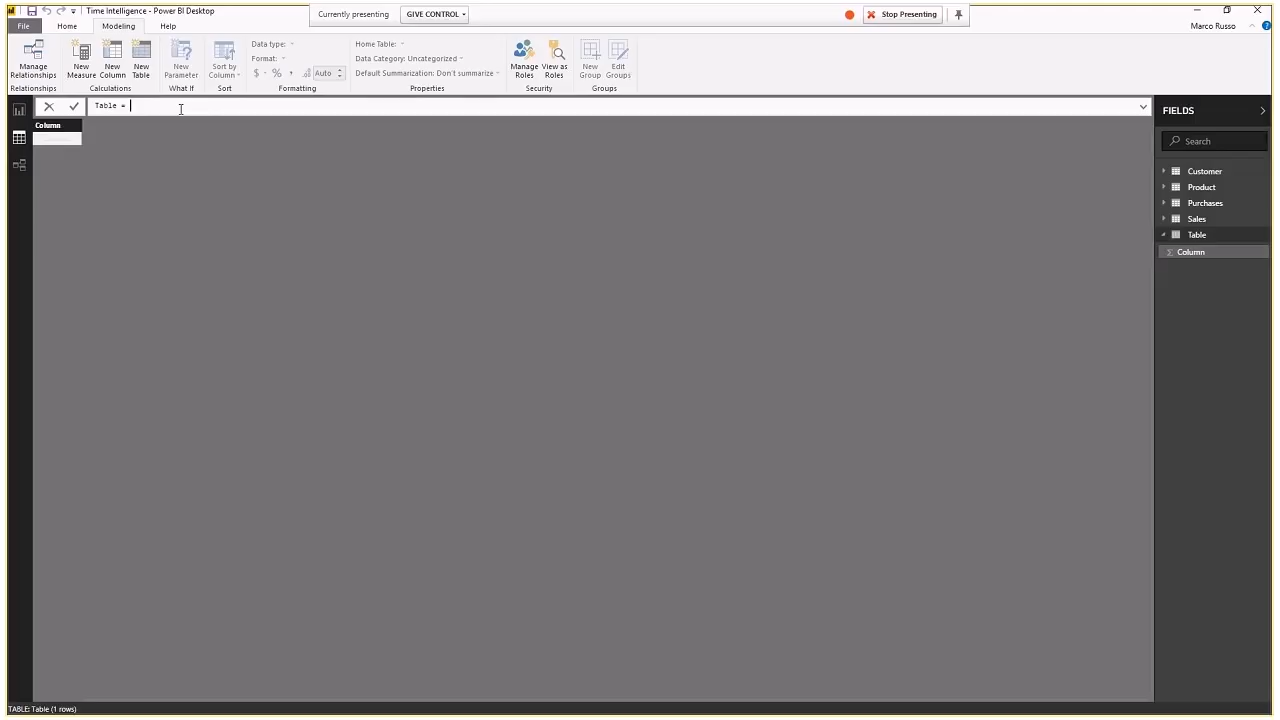 Time Intelligence - Power BI Desktop
Currently presenting
GIVE CONTROL
Stop Presenting
File
Home
Modeling
Help
Marco Russo
Manage Relationships
New Measure
New Column
New Table
New Parameter
Sort by Column
Data type:
Format:
$ % , Auto
Home Table:
Data Category: Uncategorized
Default Summarization: Don't summarize
Manage Roles
View as Roles
New Group
Edit Groups
Relationships
Calculations
What If
Sort
Formatting
Properties
Security
Groups
Table =
Column
FIELDS
Search
Customer
Product
Purchases
Sales
Table
Σ Column
TABLE: Table (1 rows)